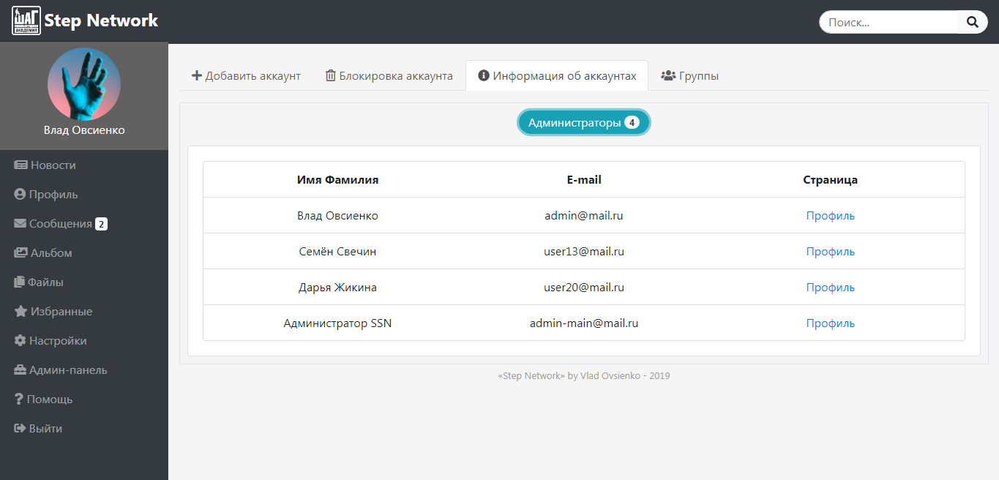 ШАГ
КОМПЬЮТЕРНАЯ
АКАДЕМИЯ
Step Network
Поиск...
Влад Овсиенко
Новости
Профиль
Сообщения 2
Альбом
Файлы
Избранные
Настройки
Админ-панель
Помощь
Выйти
Добавить аккаунт Блокировка аккаунта Информация об аккаунтах Группы
Администраторы 4
Имя Фамилия E-mail Страница
Влад Овсиенко admin@mail.ru Профиль
Семён Свечин user13@mail.ru Профиль
Дарья Жикина user20@mail.ru Профиль
Администратор SSN admin-main@mail.ru Профиль
«Step Network» by Vlad Ovsienko - 2019